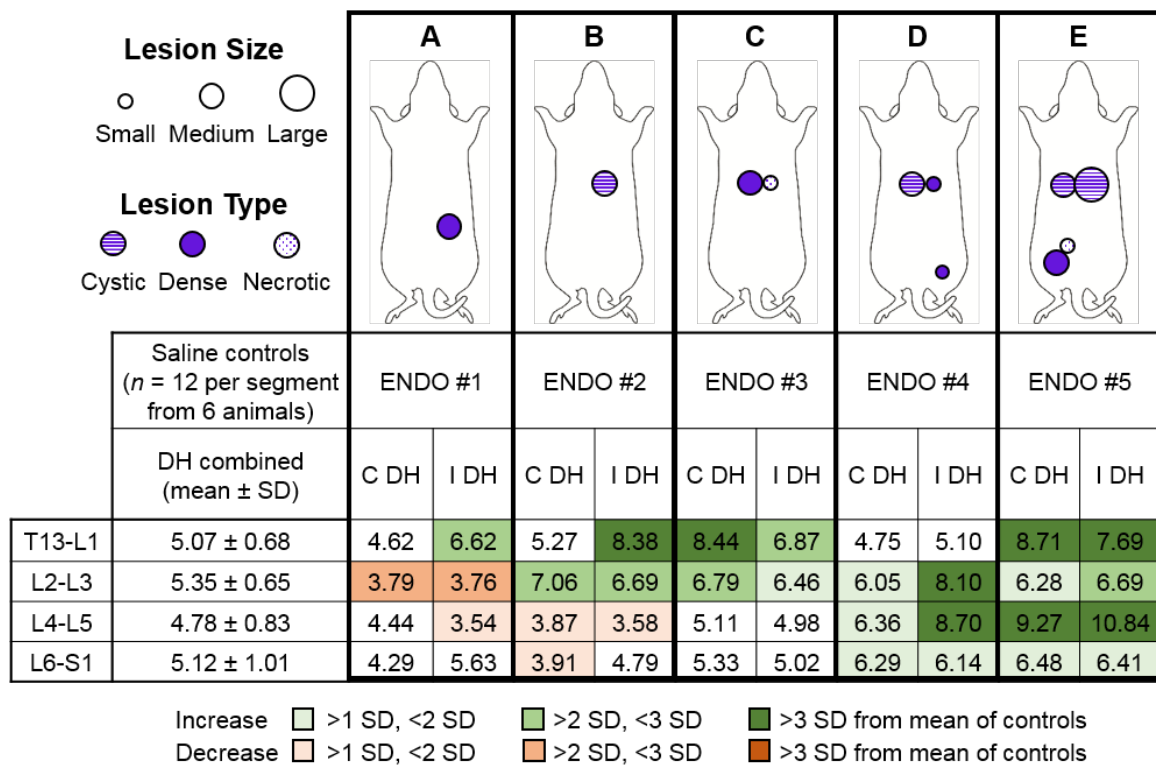 Lesion Size
Small Medium Large
Lesion Type
Cystic Dense Necrotic
A B C D E
Saline controls
(n = 12 per segment
from 6 animals)
ENDO #1 ENDO #2 ENDO #3 ENDO #4 ENDO #5
DH combined
(mean ± SD)
C DH I DH C DH I DH C DH I DH C DH I DH C DH I DH
T13-L1 5.07 ± 0.68 4.62 6.62 5.27 8.38 8.44 6.87 4.75 5.10 8.71 7.69
L2-L3 5.35 ± 0.65 3.79 3.76 7.06 6.69 6.79 6.46 6.05 8.10 6.28 6.69
L4-L5 4.78 ± 0.83 4.44 3.54 3.87 3.58 5.11 4.98 6.36 8.70 9.27 10.84
L6-S1 5.12 ± 1.01 4.29 5.63 3.91 4.79 5.33 5.02 6.29 6.14 6.48 6.41
Increase >1 SD, <2 SD >2 SD, <3 SD >3 SD from mean of controls
Decrease >1 SD, <2 SD >2 SD, <3 SD >3 SD from mean of controls